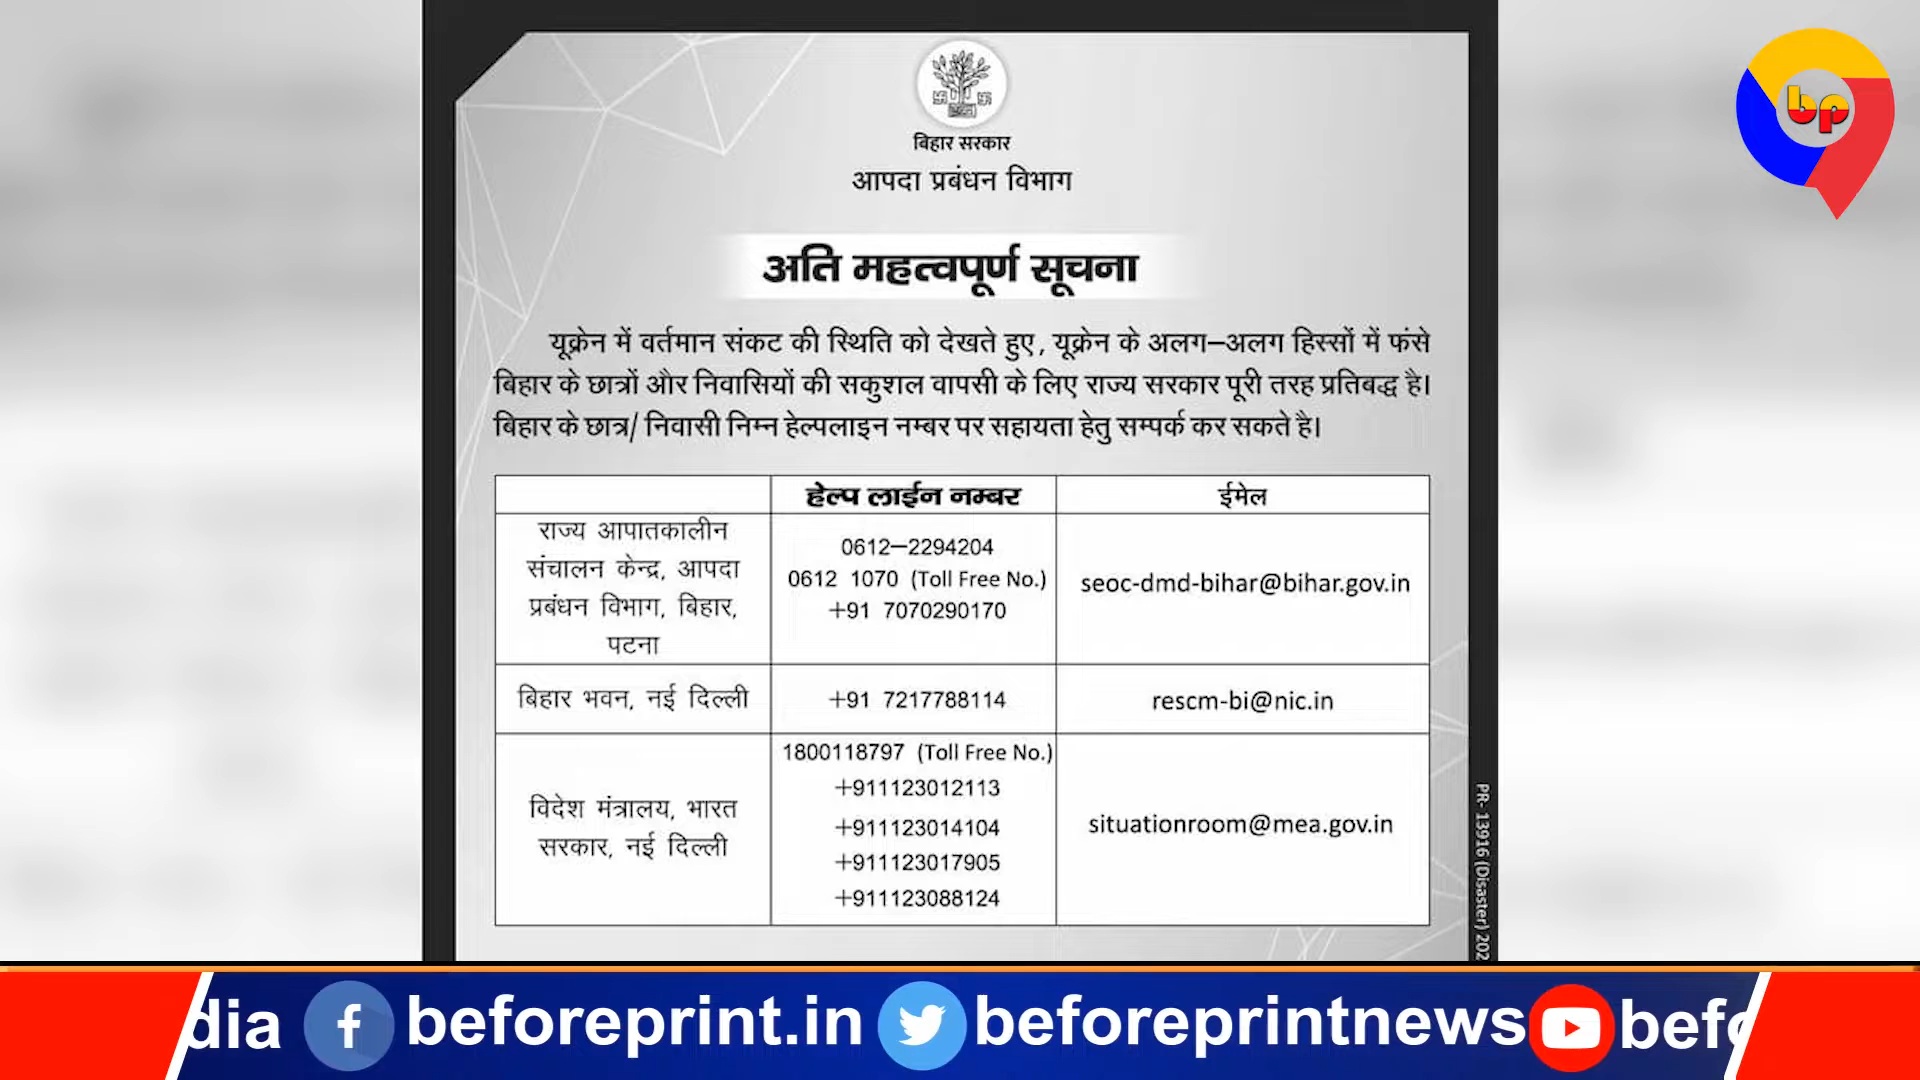 bp
बिहार सरकार
आपदा प्रबंधन विभाग
अति महत्वपूर्ण सूचना
यूक्रेन में वर्तमान संकट की स्थिति को देखते हुए, यूक्रेन के अलग–अलग हिस्सों में फंसे
बिहार के छात्रों और निवासियों की सकुशल वापसी के लिए राज्य सरकार पूरी तरह प्रतिबद्ध है।
बिहार के छात्र/ निवासी निम्न हेल्पलाइन नम्बर पर सहायता हेतु सम्पर्क कर सकते है।
हेल्प लाईन नम्बर ईमेल
राज्य आपातकालीन
संचालन केन्द्र, आपदा
प्रबंधन विभाग, बिहार,
पटना
0612–2294204
0612 1070 (Toll Free No.)
+91 7070290170
seoc-dmd-bihar@bihar.gov.in
बिहार भवन, नई दिल्ली +91 7217788114 rescm-bi@nic.in
विदेश मंत्रालय, भारत
सरकार, नई दिल्ली
1800118797 (Toll Free No.)
+911123012113
+911123014104
+911123017905
+911123088124
situationroom@mea.gov.in
PR- 13916 (Disaster) 202
dia beforeprint.in beforeprintnews befo